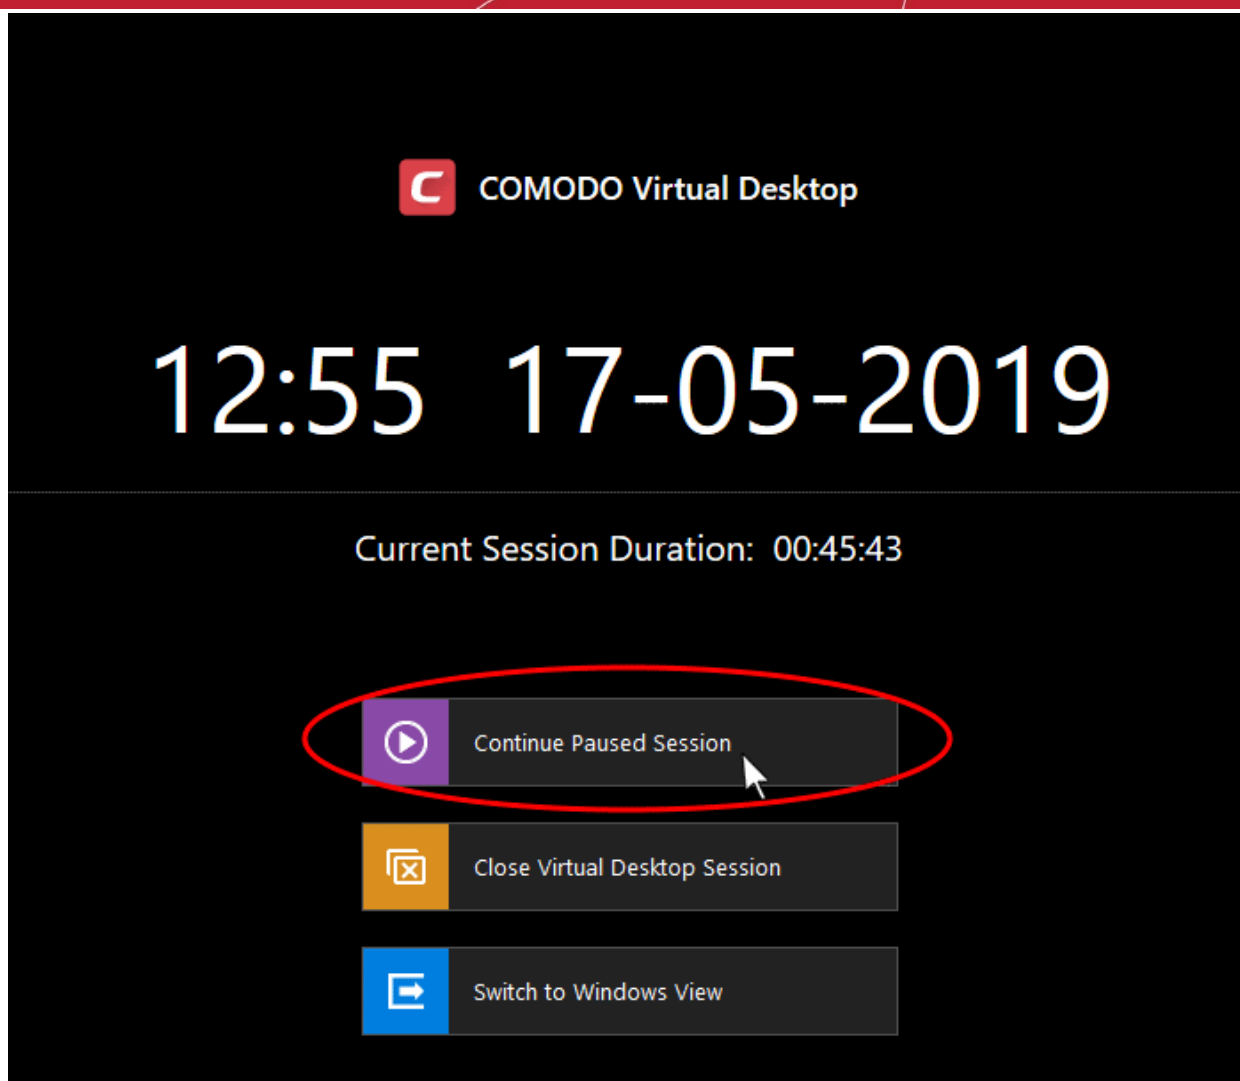 COMODO Virtual Desktop
12:55 17-05-2019
Current Session Duration: 00:45:43
Continue Paused Session
Close Virtual Desktop Session
Switch to Windows View